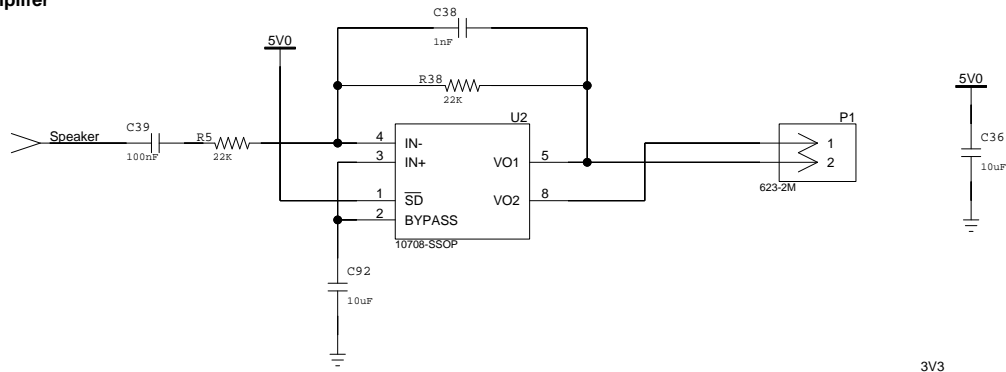 plifer
C38
1nF
5V0
R38
22K
5V0
U2
P1
Speaker
C39
100nF
R5
22K
4
IN-
3
IN+
VO1
5
1
2
C36
10uF
623-2M
1
SD
VO2
8
2
BYPASS
10708-SSOP
C92
10uF
3V3